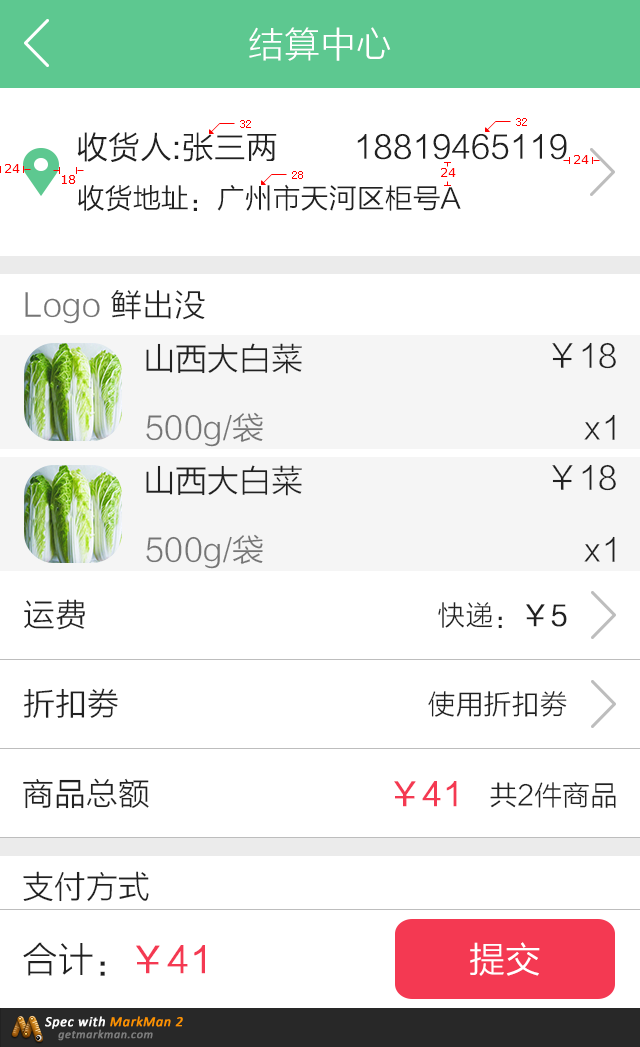 结算中心
32 32
收货人:张三两 18819465119
24 18 24 24
28
收货地址：广州市天河区柜号A
Logo 鲜出没
山西大白菜 ￥18
500g/袋 x1
山西大白菜 ￥18
500g/袋 x1
运费 快递：￥5
折扣劵 使用折扣劵
商品总额 ￥41 共2件商品
支付方式
合计：￥41 提交
Spec with MarkMan 2
getmarkman.com